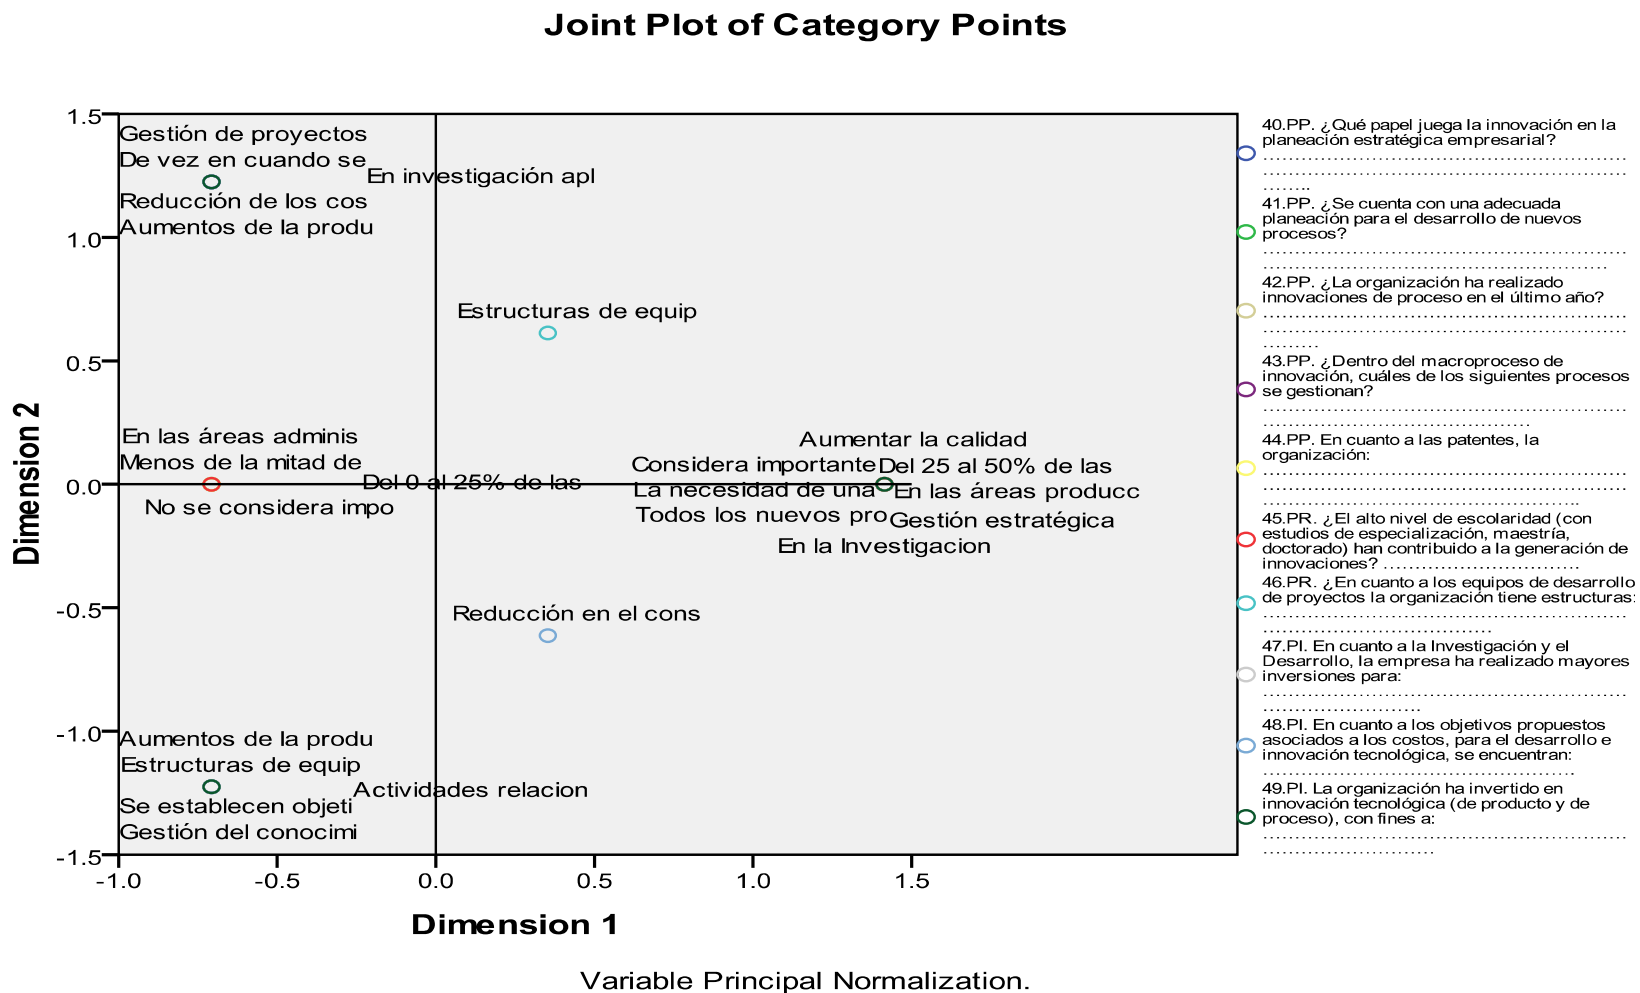 Joint Plot of Category Points
1.5
1.0
0.5
0.0
-0.5
-1.0
-1.5
Dimension 2
Gestión de proyectos
De vez en cuando se
En investigación apl
Reducción de los cos
Aumentos de la produ
Estructuras de equip
En las áreas adminis
Menos de la mitad de
Del 0 al 25% de las
No se considera impo
Aumentar la calidad
Considera importante
Del 25 al 50% de las
La necesidad de una
En las áreas producc
Todos los nuevos pro
Gestión estratégica
En la Investigacion
Reducción en el cons
Aumentos de la produ
Estructuras de equip
Actividades relacion
Se establecen objeti
Gestión del conocimi
-1.0
-0.5
0.0
0.5
1.0
1.5
Dimension 1
Variable Principal Normalization.
40.PP. ¿Qué papel juega la innovación en la
planeación estratégica empresarial?
41.PP. ¿Se cuenta con una adecuada
planeación para el desarrollo de nuevos
procesos?
42.PP. ¿La organización ha realizado
innovaciones de proceso en el último año?
43.PP. ¿Dentro del macroproceso de
innovación, cuáles de los siguientes procesos
se gestionan?
44.PP. En cuanto a las patentes, la
organización:
45.PR. ¿El alto nivel de escolaridad (con
estudios de especialización, maestría,
doctorado) han contribuido a la generación de
innovaciones? …………………………
46.PR. ¿En cuanto a los equipos de desarrollo
de proyectos la organización tiene estructuras:
47.PI. En cuanto a la Investigación y el
Desarrollo, la empresa ha realizado mayores
inversiones para:
48.PI. En cuanto a los objetivos propuestos
asociados a los costos, para el desarrollo e
innovación tecnológica, se encuentran:
49.PI. La organización ha invertido en
innovación tecnológica (de producto y de
proceso), con fines a: